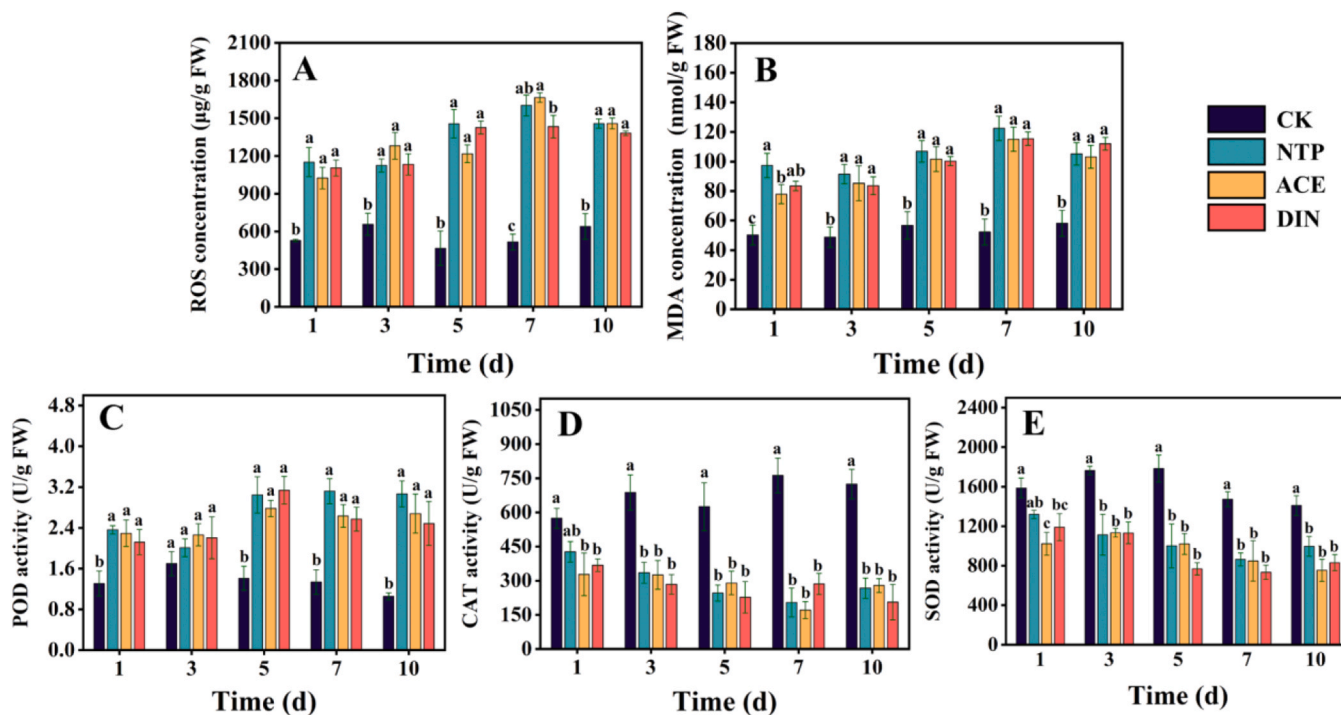 A
ROS concentration (μg/g FW)
2100
1800
1500
1200
900
600
300
0
b a a a
b a a a
b a a a
c ab a b
b a a a
1 3 5 7 10
Time (d)
B
MDA concentration (nmol/g FW)
180
160
140
120
100
80
60
40
20
0
c a b ab
b a a a
b a a a
b a a a
b a a a
1 3 5 7 10
Time (d)
CK
NTP
ACE
DIN
C
POD activity (U/g FW)
4.8
4.0
3.2
2.4
1.6
0.8
0.0
b a a a
a a a a
b a a a
b a a a
b a a a
1 3 5 7 10
Time (d)
D
CAT activity (U/g FW)
1050
900
750
600
450
300
150
0
a ab b b
a b b b
a b b b
a b b b
a b b b
1 3 5 7 10
Time (d)
E
SOD activity (U/g FW)
2400
2000
1600
1200
800
400
0
a ab c bc
a b b b
a b b b
a b b b
a b b b
1 3 5 7 10
Time (d)